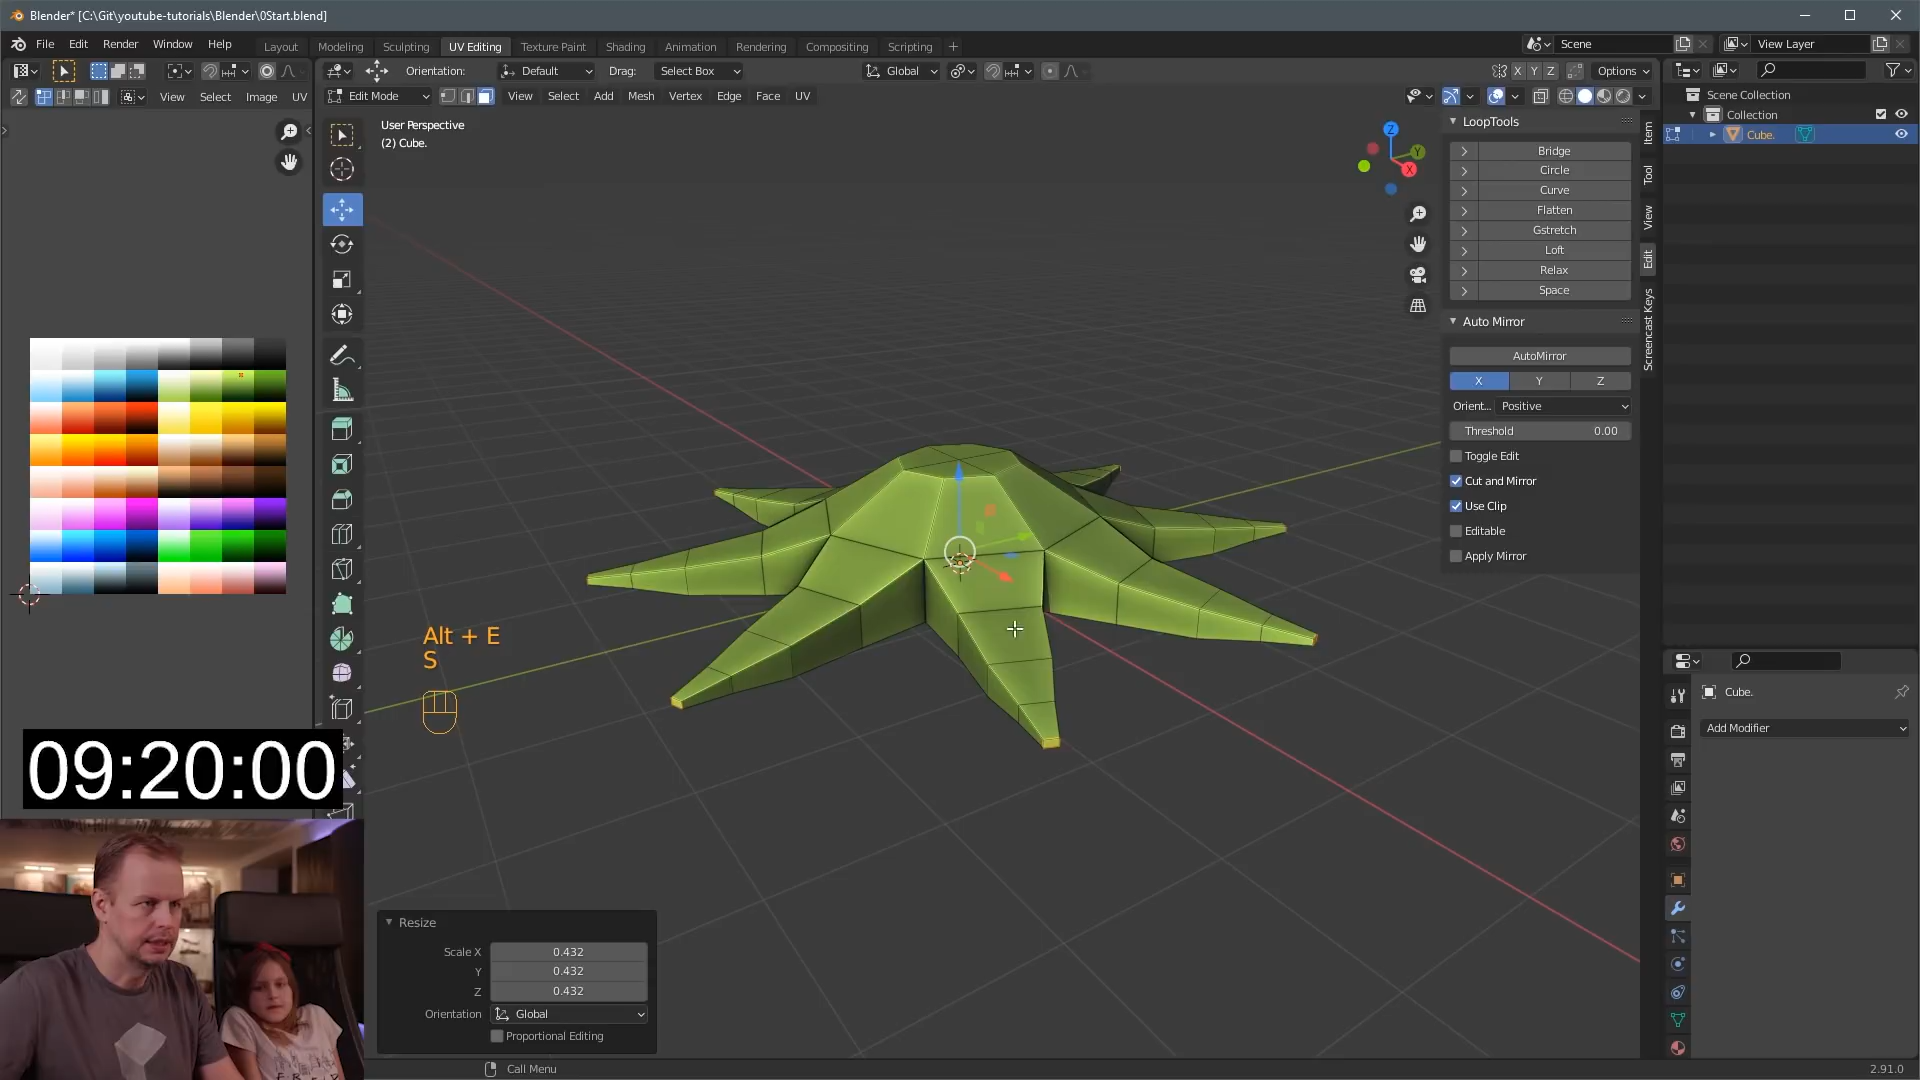 Blender* [C:\Git\youtube-tutorials\Blender\0Start.blend]
File Edit Render Window Help
Layout Modeling Sculpting UV Editing Texture Paint Shading Animation Rendering Compositing Scripting +
Scene
View Layer
Orientation: Default Drag: Select Box
Global
X Y Z Options
View Select Image UV
Edit Mode View Select Add Mesh Vertex Edge Face UV
User Perspective
(2) Cube.
Z
Y
X
LoopTools
Bridge
Circle
Curve
Flatten
Gstretch
Loft
Relax
Space
Auto Mirror
AutoMirror
X Y Z
Orient... Positive
Threshold 0.00
Toggle Edit
Cut and Mirror
Use Clip
Editable
Apply Mirror
Item
Tool
View
Edit
Screencast Keys
Scene Collection
Collection
Cube.
Cube.
Add Modifier
Alt + E
S
09:20:00
Resize
Scale X 0.432
Y 0.432
Z 0.432
Orientation Global
Proportional Editing
Call Menu
2.91.0